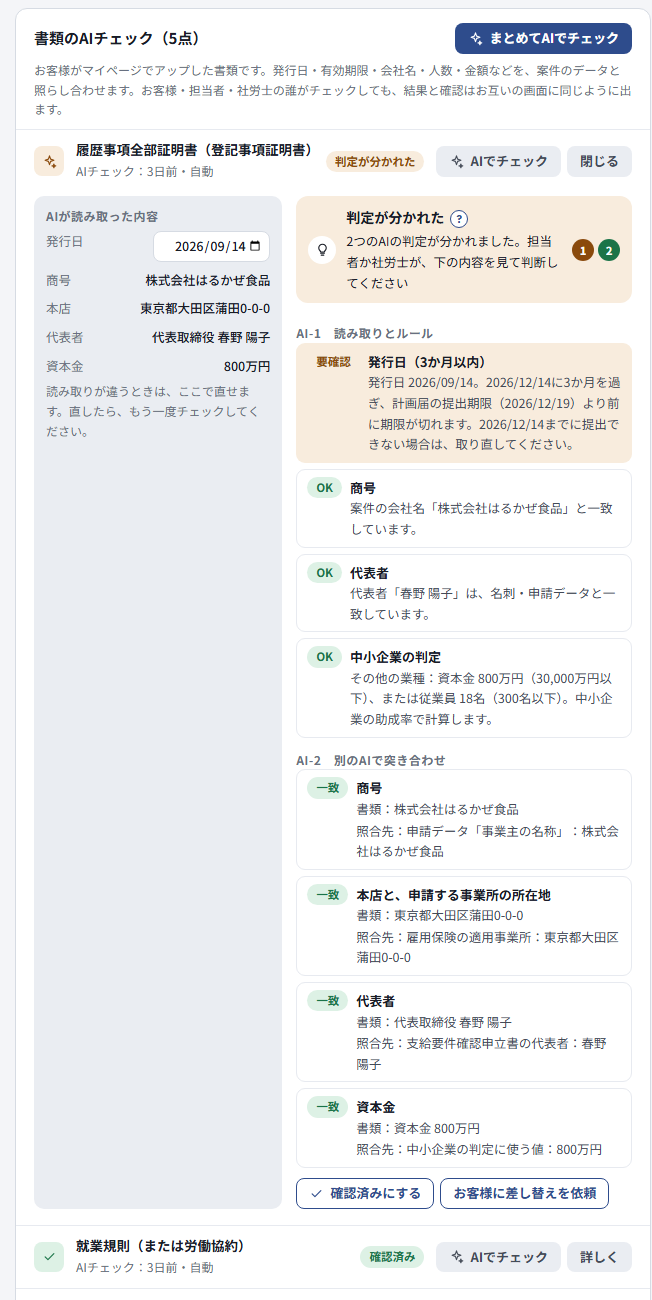 書類のAIチェック（5点）
まとめてAIでチェック
お客様がマイページでアップした書類です。発行日・有効期限・会社名・人数・金額などを、案件のデータと
照らし合わせます。お客様・担当者・社労士の誰がチェックしても、結果と確認はお互いの画面に同じように出
ます。
履歴事項全部証明書（登記事項証明書）
AIチェック：3日前・自動
判定が分かれた
AIでチェック
閉じる
AIが読み取った内容
発行日
2026/09/14
商号
株式会社はるかぜ食品
本店
東京都大田区蒲田0-0-0
代表者
代表取締役 春野 陽子
資本金
800万円
読み取りが違うときは、ここで直せま
す。直したら、もう一度チェックしてく
ださい。
判定が分かれた ?
2つのAIの判定が分かれました。担当
者か社労士が、下の内容を見て判断し
てください
1 2
AI-1 読み取りとルール
要確認
発行日（3か月以内）
発行日 2026/09/14。2026/12/14に3か月を過
ぎ、計画届の提出期限（2026/12/19）より前
に期限が切れます。2026/12/14までに提出で
きない場合は、取り直してください。
OK
商号
案件の会社名「株式会社はるかぜ食品」と一致
しています。
OK
代表者
代表者「春野 陽子」は、名刺・申請データと一
致しています。
OK
中小企業の判定
その他の業種：資本金 800万円（30,000万円以
下）、または従業員 18名（300名以下）。中小企
業の助成率で計算します。
AI-2 別のAIで突き合わせ
一致
商号
書類：株式会社はるかぜ食品
照合先：申請データ「事業主の名称」：株式会
社はるかぜ食品
一致
本店と、申請する事業所の所在地
書類：東京都大田区蒲田0-0-0
照合先：雇用保険の適用事業所：東京都大田区
蒲田0-0-0
一致
代表者
書類：代表取締役 春野 陽子
照合先：支給要件確認申立書の代表者：春野
陽子
一致
資本金
書類：資本金 800万円
照合先：中小企業の判定に使う値：800万円
確認済みにする
お客様に差し替えを依頼
就業規則（または労働協約）
AIチェック：3日前・自動
確認済み
AIでチェック
詳しく